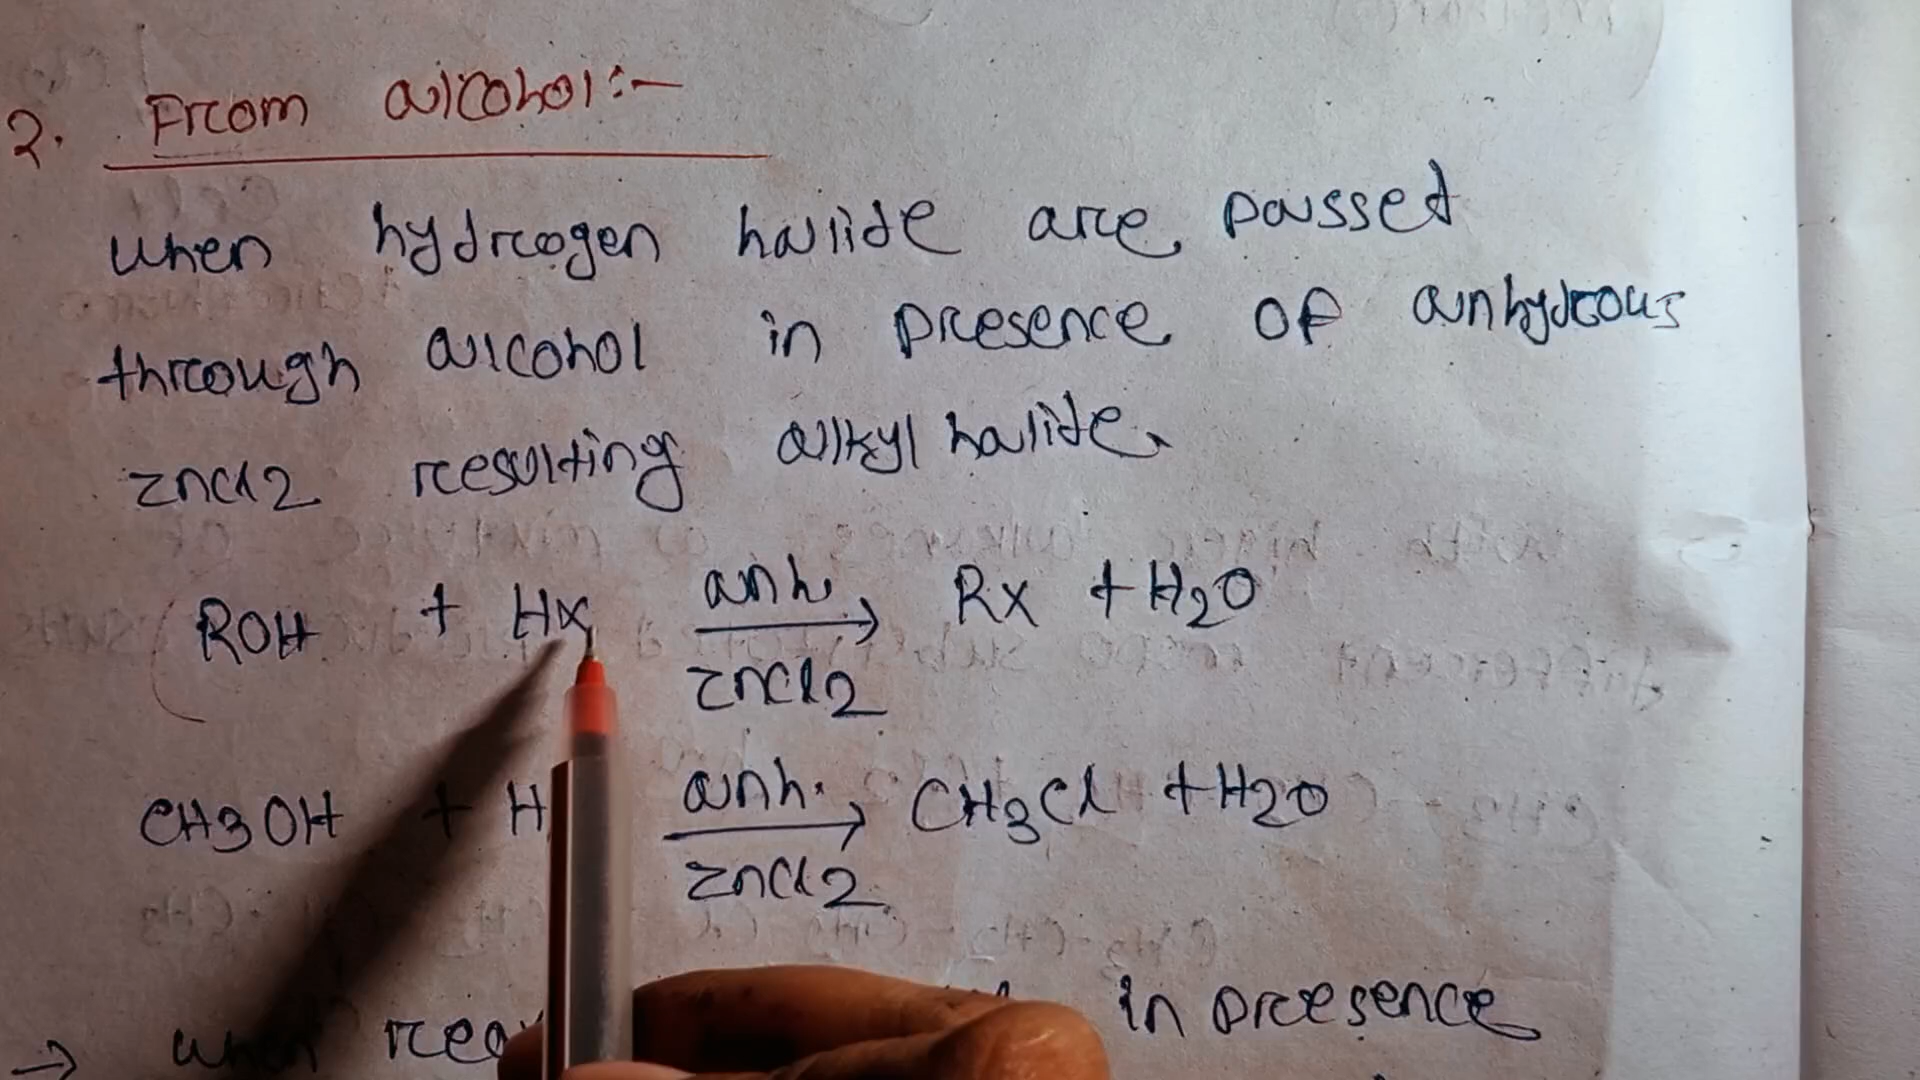 2. From alcohol:-
when hydrogen halide are passed
through alcohol in presence of anhydrous
zncl2 resulting alkyl halide.
ROH + Hx anh. → Rx + H2O
zncl2
CH3OH + H anh. → CH3Cl + H2O
zncl2
→ when in presence